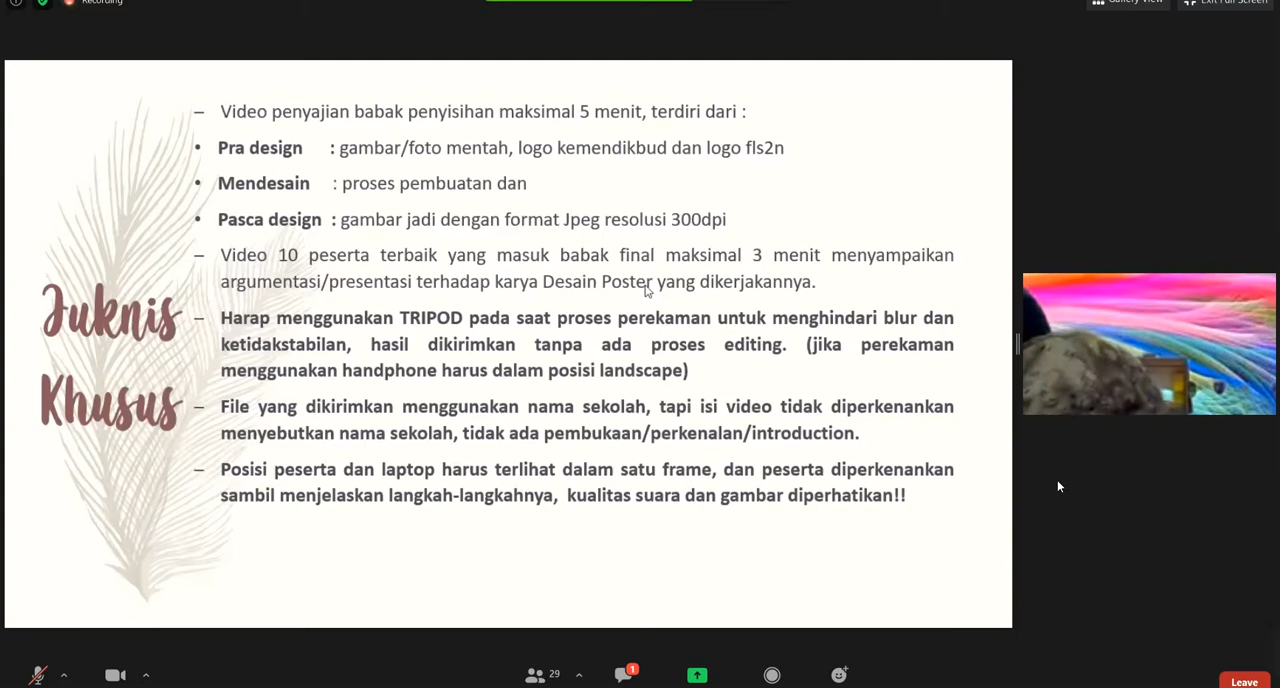 Recording
Gallery View
Exit Full Screen
– Video penyajian babak penyisihan maksimal 5 menit, terdiri dari :
• Pra design : gambar/foto mentah, logo kemendikbud dan logo fls2n
• Mendesain : proses pembuatan dan
• Pasca design : gambar jadi dengan format Jpeg resolusi 300dpi
– Video 10 peserta terbaik yang masuk babak final maksimal 3 menit menyampaikan
argumentasi/presentasi terhadap karya Desain Poster yang dikerjakannya.
Juknis
Khusus
– Harap menggunakan TRIPOD pada saat proses perekaman untuk menghindari blur dan
ketidakstabilan, hasil dikirimkan tanpa ada proses editing. (jika perekaman
menggunakan handphone harus dalam posisi landscape)
– File yang dikirimkan menggunakan nama sekolah, tapi isi video tidak diperkenankan
menyebutkan nama sekolah, tidak ada pembukaan/perkenalan/introduction.
– Posisi peserta dan laptop harus terlihat dalam satu frame, dan peserta diperkenankan
sambil menjelaskan langkah-langkahnya, kualitas suara dan gambar diperhatikan!!
29
1
Leave